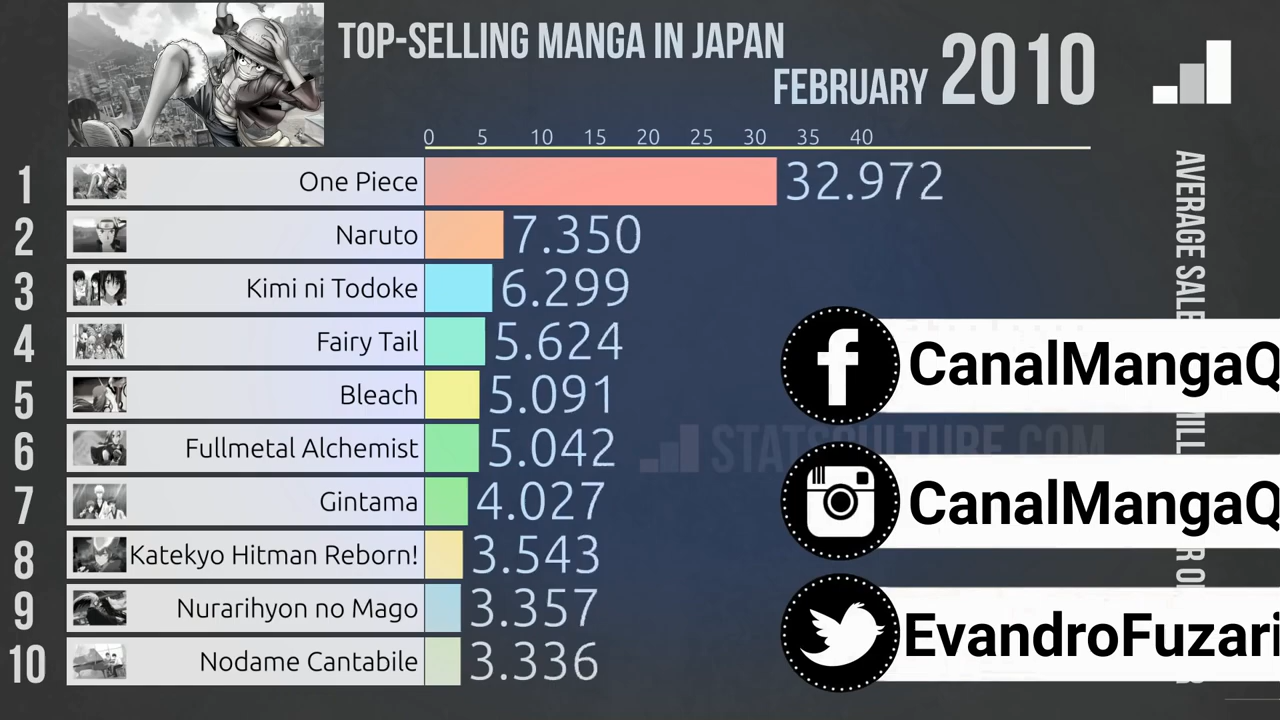 TOP-SELLING MANGA IN JAPAN
FEBRUARY 2010
0 5 10 15 20 25 30 35 40
1 One Piece 32.972
2 Naruto 7.350
3 Kimi ni Todoke 6.299
4 Fairy Tail 5.624
5 Bleach 5.091
6 Fullmetal Alchemist 5.042
7 Gintama 4.027
8 Katekyo Hitman Reborn! 3.543
9 Nurarihyon no Mago 3.357
10 Nodame Cantabile 3.336
AVERAGE SALE
CanalMangaQ
CanalMangaQ
EvandroFuzari